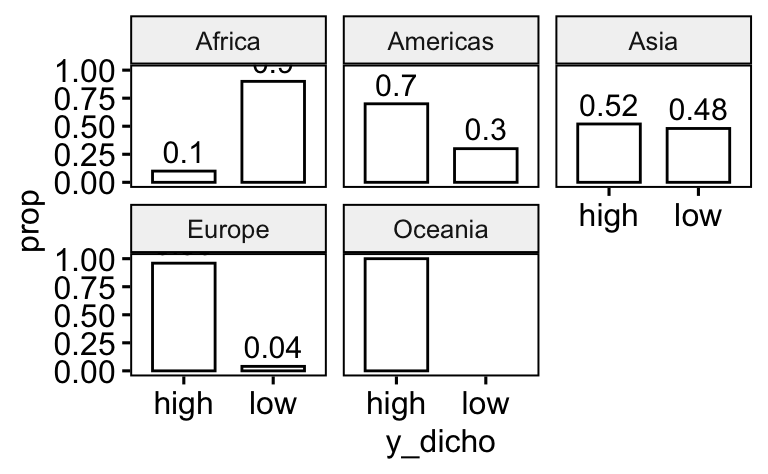 Africa
Americas
Asia
1.00
0.75
0.50
0.25
0.00
0.1
0.9
0.7
0.3
0.52
0.48
high low
prop
Europe
Oceania
1.00
0.75
0.50
0.25
0.00
0.04
high low
high low
y_dicho